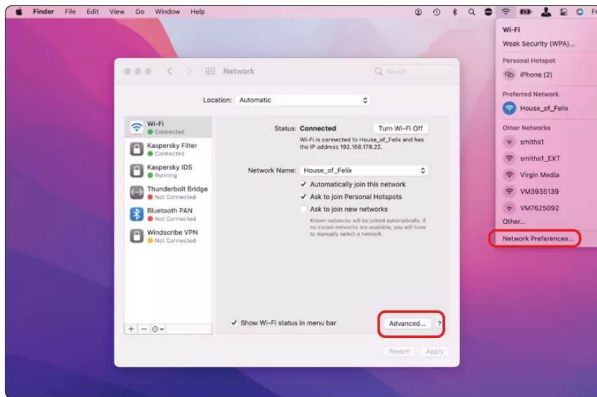 Finder File Edit View Go Window Help
Wi-Fi
Weak Security (WPA)...
Personal Hotspot
iPhone (2)
Preferred Network
House_of_Felix
Other Networks
smiths1
smiths1_EXT
Virgin Media
VM3935139
VM7625092
Other...
Network Preferences...
Network
Search
Location: Automatic
Wi-Fi
Connected
Kaspersky Filter
Connected
Kaspersky IDS
Running
Thunderbolt Bridge
Not Connected
Bluetooth PAN
Not Connected
Windscribe VPN
Not Connected
Status: Connected
Turn Wi-Fi Off
Wi-Fi is connected to House_of_Felix and has
the IP address 192.168.178.22.
Network Name: House_of_Felix
Automatically join this network
Ask to join Personal Hotspots
Ask to join new networks
Known networks will be joined automatically. If
no known networks are available, you will have
to manually select a network.
Show Wi-Fi status in menu bar
Advanced...
?
Revert
Apply